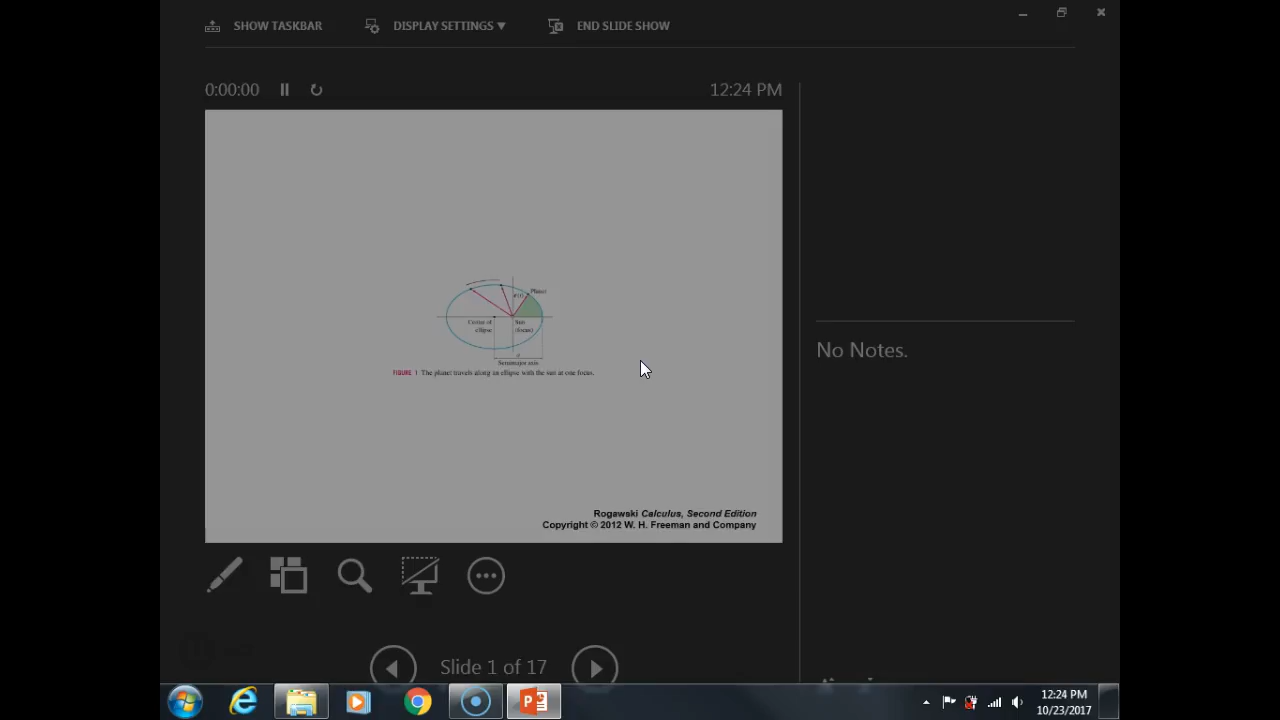 SHOW TASKBAR
DISPLAY SETTINGS ▼
END SLIDE SHOW
0:00:00
12:24 PM
Planet
θ(t)
Center of
ellipse
Sun
(focus)
a
Semimajor axis
FIGURE 1 The planet travels along an ellipse with the sun at one focus.
Rogawski Calculus, Second Edition
Copyright © 2012 W. H. Freeman and Company
No Notes.
Slide 1 of 17
12:24 PM
10/23/2017